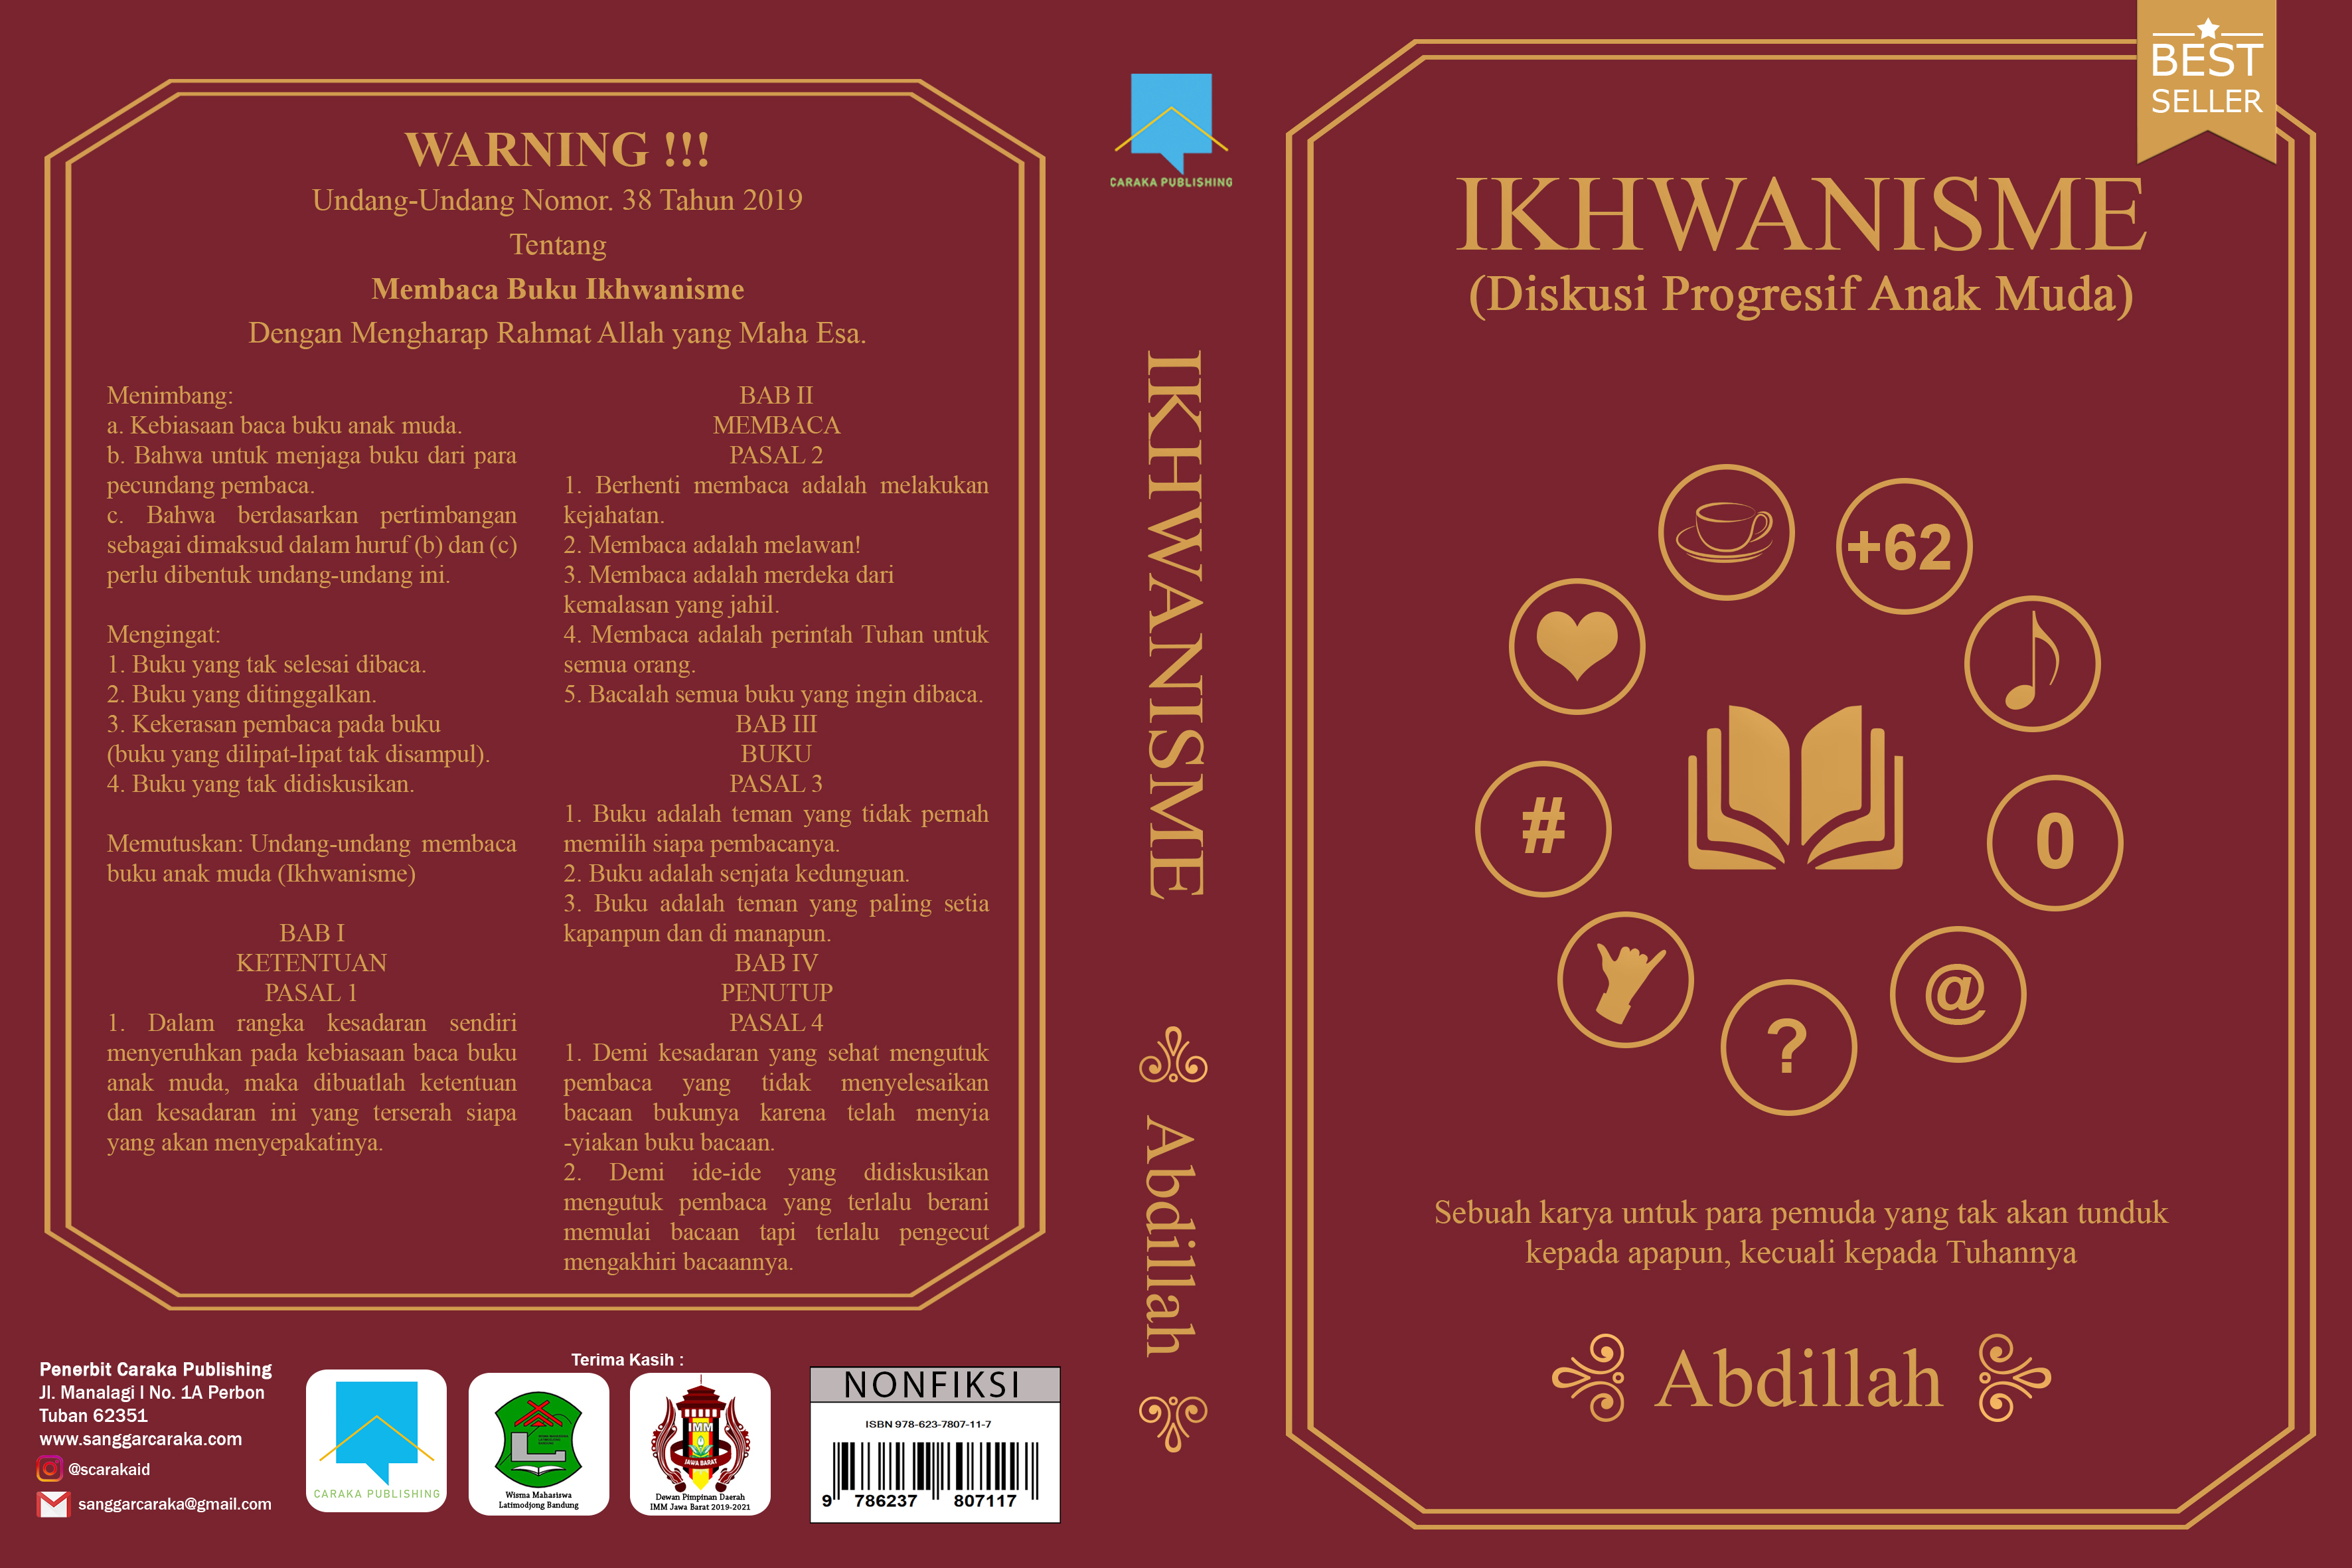 WARNING !!!
Undang-Undang Nomor. 38 Tahun 2019
Tentang
Membaca Buku Ikhwanisme
Dengan Mengharap Rahmat Allah yang Maha Esa.
Menimbang:
a. Kebiasaan baca buku anak muda.
b. Bahwa untuk menjaga buku dari para
pecundang pembaca.
c. Bahwa berdasarkan pertimbangan
sebagai dimaksud dalam huruf (b) dan (c)
perlu dibentuk undang-undang ini.
Mengingat:
1. Buku yang tak selesai dibaca.
2. Buku yang ditinggalkan.
3. Kekerasan pembaca pada buku
(buku yang dilipat-lipat tak disampul).
4. Buku yang tak didiskusikan.
Memutuskan: Undang-undang membaca
buku anak muda (Ikhwanisme)
BAB I
KETENTUAN
PASAL 1
1. Dalam rangka kesadaran sendiri
menyeruhkan pada kebiasaan baca buku
anak muda, maka dibuatlah ketentuan
dan kesadaran ini yang terserah siapa
yang akan menyepakatinya.
BAB II
MEMBACA
PASAL 2
1. Berhenti membaca adalah melakukan
kejahatan.
2. Membaca adalah melawan!
3. Membaca adalah merdeka dari
kemalasan yang jahil.
4. Membaca adalah perintah Tuhan untuk
semua orang.
5. Bacalah semua buku yang ingin dibaca.
BAB III
BUKU
PASAL 3
1. Buku adalah teman yang tidak pernah
memilih siapa pembacanya.
2. Buku adalah senjata kedunguan.
3. Buku adalah teman yang paling setia
kapanpun dan di manapun.
BAB IV
PENUTUP
PASAL 4
1. Demi kesadaran yang sehat mengutuk
pembaca yang tidak menyelesaikan
bacaan bukunya karena telah menyia
-yiakan buku bacaan.
2. Demi ide-ide yang didiskusikan
mengutuk pembaca yang terlalu berani
memulai bacaan tapi terlalu pengecut
mengakhiri bacaannya.
Penerbit Caraka Publishing
Jl. Manalagi I No. 1A Perbon
Tuban 62351
www.sanggarcaraka.com
@scarakaid
sanggarcaraka@gmail.com
CARAKA PUBLISHING
Terima Kasih :
Wisma Mahasiswa
Latimodjong Bandung
IMM
JAWA BARAT
Dewan Pimpinan Daerah
IMM Jawa Barat 2019-2021
NONFIKSI
ISBN 978-623-7807-11-7
9 786237 807117
CARAKA PUBLISHING
IKHWANISME
Abdillah
BEST
SELLER
IKHWANISME
(Diskusi Progresif Anak Muda)
+62
#
0
@
?
Sebuah karya untuk para pemuda yang tak akan tunduk
kepada apapun, kecuali kepada Tuhannya
Abdillah